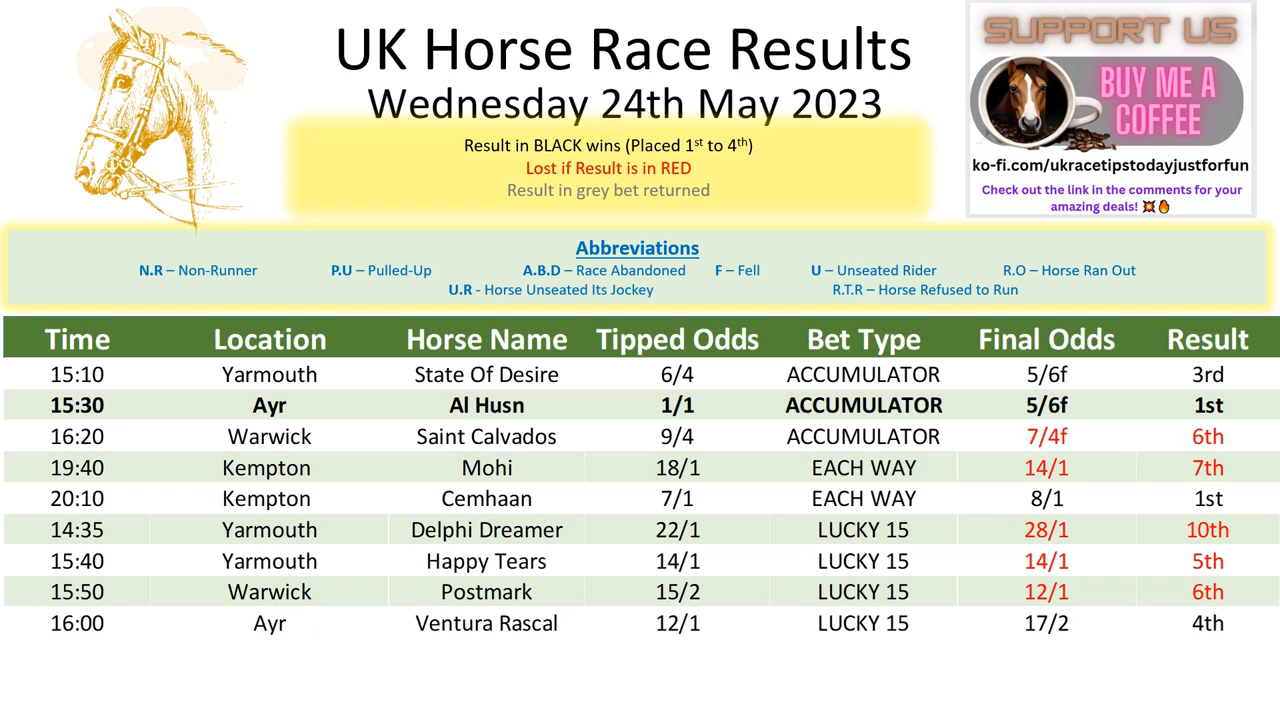 UK Horse Race Results
Wednesday 24th May 2023
Result in BLACK wins (Placed 1st to 4th)
Lost if Result is in RED
Result in grey bet returned
SUPPORT US
BUY ME A
COFFEE
ko-fi.com/ukracetipstodayjustforfun
Check out the link in the comments for your
amazing deals! 💥🔥
Abbreviations
N.R – Non-Runner P.U – Pulled-Up A.B.D – Race Abandoned F – Fell U – Unseated Rider R.O – Horse Ran Out
U.R - Horse Unseated Its Jockey R.T.R – Horse Refused to Run
Time Location Horse Name Tipped Odds Bet Type Final Odds Result
15:10 Yarmouth State Of Desire 6/4 ACCUMULATOR 5/6f 3rd
15:30 Ayr Al Husn 1/1 ACCUMULATOR 5/6f 1st
16:20 Warwick Saint Calvados 9/4 ACCUMULATOR 7/4f 6th
19:40 Kempton Mohi 18/1 EACH WAY 14/1 7th
20:10 Kempton Cemhaan 7/1 EACH WAY 8/1 1st
14:35 Yarmouth Delphi Dreamer 22/1 LUCKY 15 28/1 10th
15:40 Yarmouth Happy Tears 14/1 LUCKY 15 14/1 5th
15:50 Warwick Postmark 15/2 LUCKY 15 12/1 6th
16:00 Ayr Ventura Rascal 12/1 LUCKY 15 17/2 4th